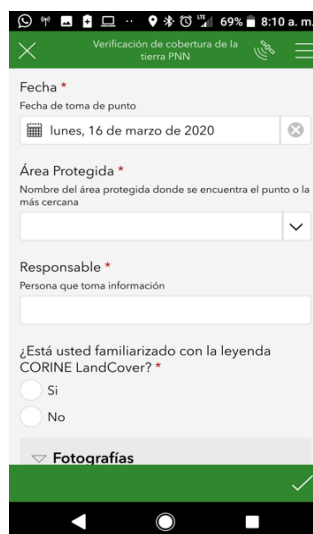 69% 8:10 a. m.
Verificación de cobertura de la
tierra PNN
Fecha *
Fecha de toma de punto
lunes, 16 de marzo de 2020
Área Protegida *
Nombre del área protegida donde se encuentra el punto o la
más cercana
Responsable *
Persona que toma información
¿Está usted familiarizado con la leyenda
CORINE LandCover? *
Si
No
Fotografías